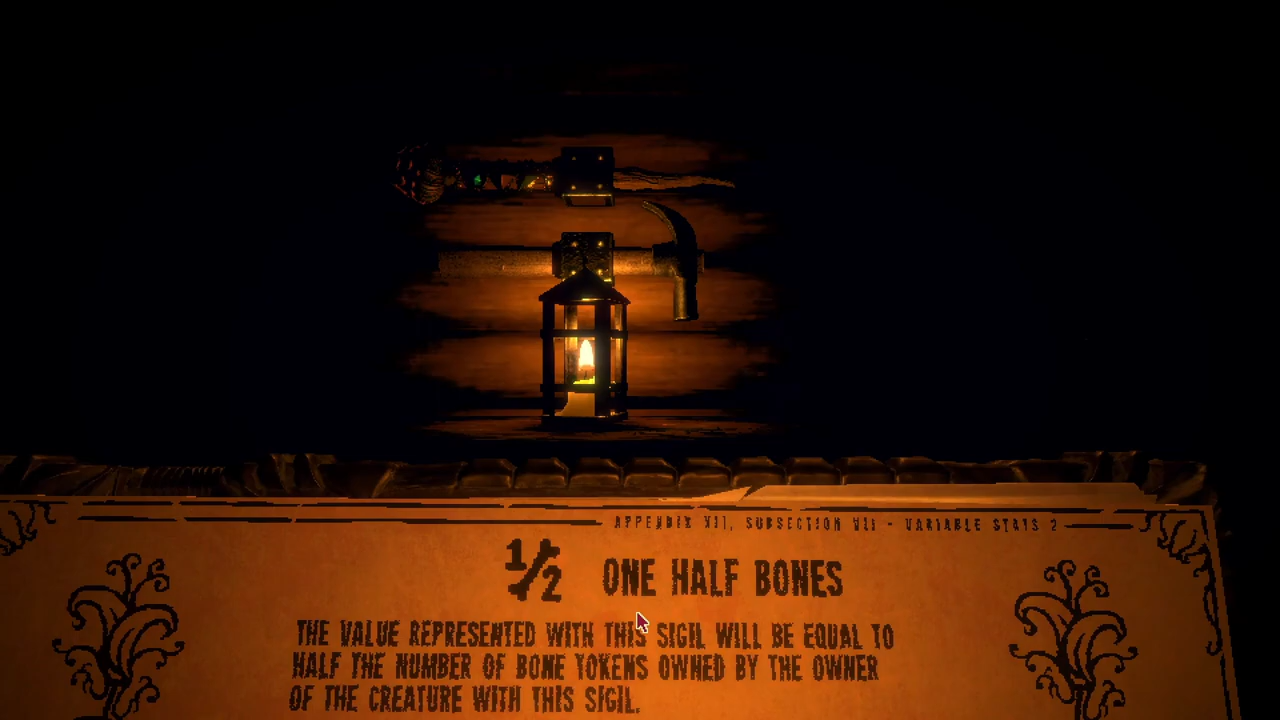 APPENDIX XII, SUBSECTION VII - VARIABLE STATS 2
1/2 ONE HALF BONES
THE VALUE REPRESENTED WITH THIS SIGIL WILL BE EQUAL TO
HALF THE NUMBER OF BONE TOKENS OWNED BY THE OWNER
OF THE CREATURE WITH THIS SIGIL.